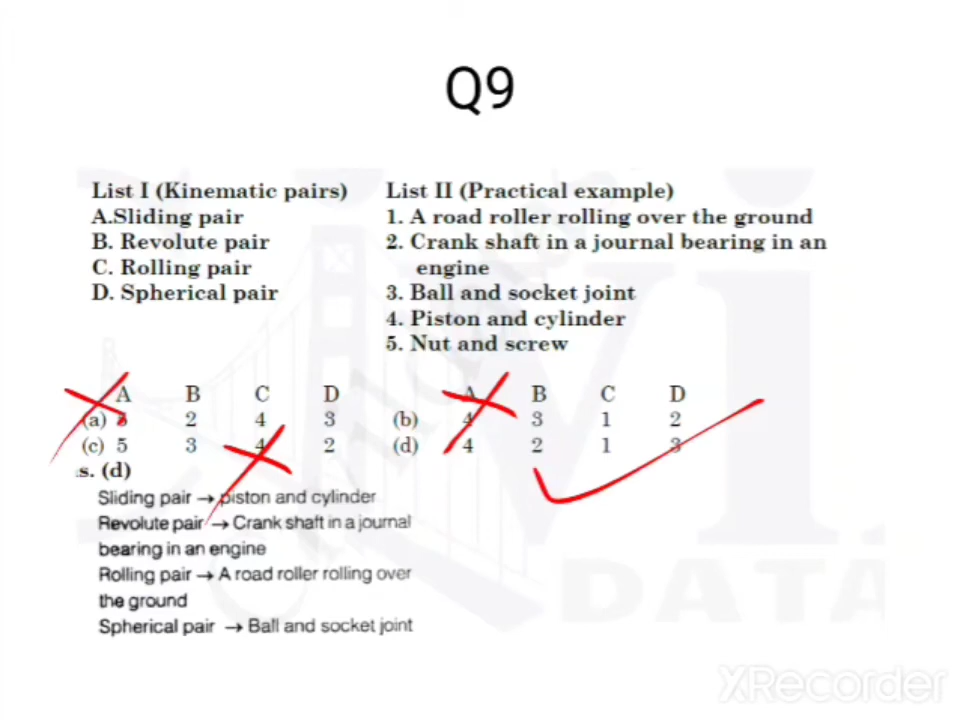 Q9
List I (Kinematic pairs) List II (Practical example)
A.Sliding pair 1. A road roller rolling over the ground
B. Revolute pair 2. Crank shaft in a journal bearing in an
C. Rolling pair engine
D. Spherical pair 3. Ball and socket joint
4. Piston and cylinder
5. Nut and screw
A B C D A B C D
(a) 2 4 3 (b) 4 3 1 2
(c) 5 3 4 2 (d) 4 2 1 3
s. (d)
Sliding pair → piston and cylinder
Revolute pair → Crank shaft in a journal
bearing in an engine
Rolling pair → A road roller rolling over
the ground
Spherical pair → Ball and socket joint
DATA
XRecorder